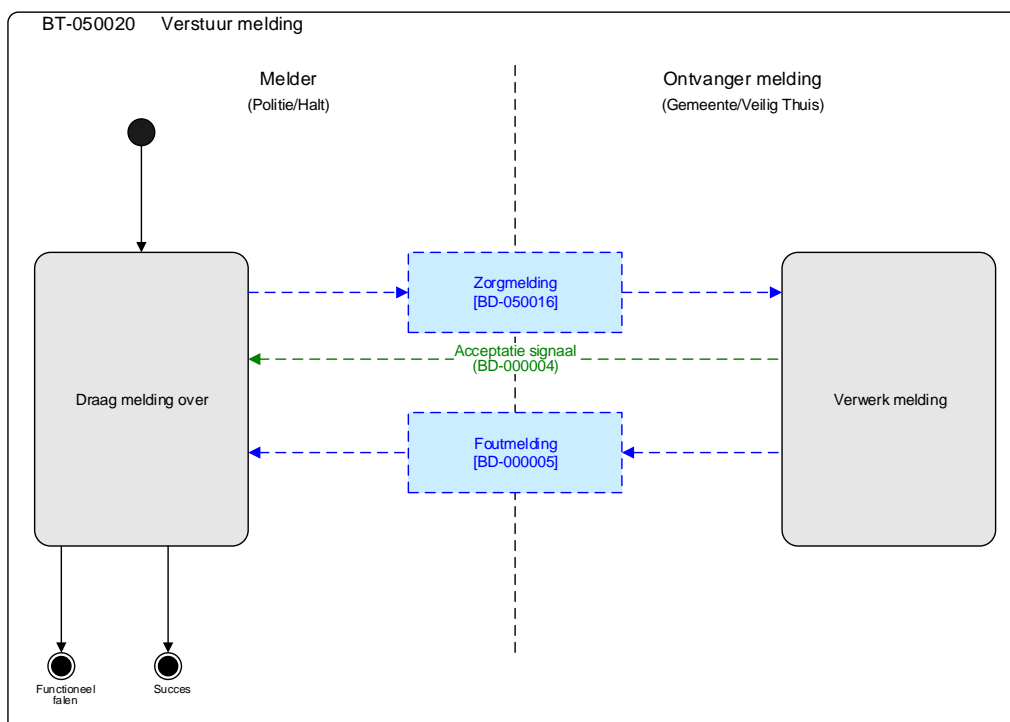 BT-050020 Verstuur melding
Melder
(Politie/Halt)
Ontvanger melding
(Gemeente/Veilig Thuis)
Zorgmelding
[BD-050016]
Acceptatie signaal
(BD-000004)
Draag melding over
Verwerk melding
Foutmelding
[BD-000005]
Functioneel
falen
Succes